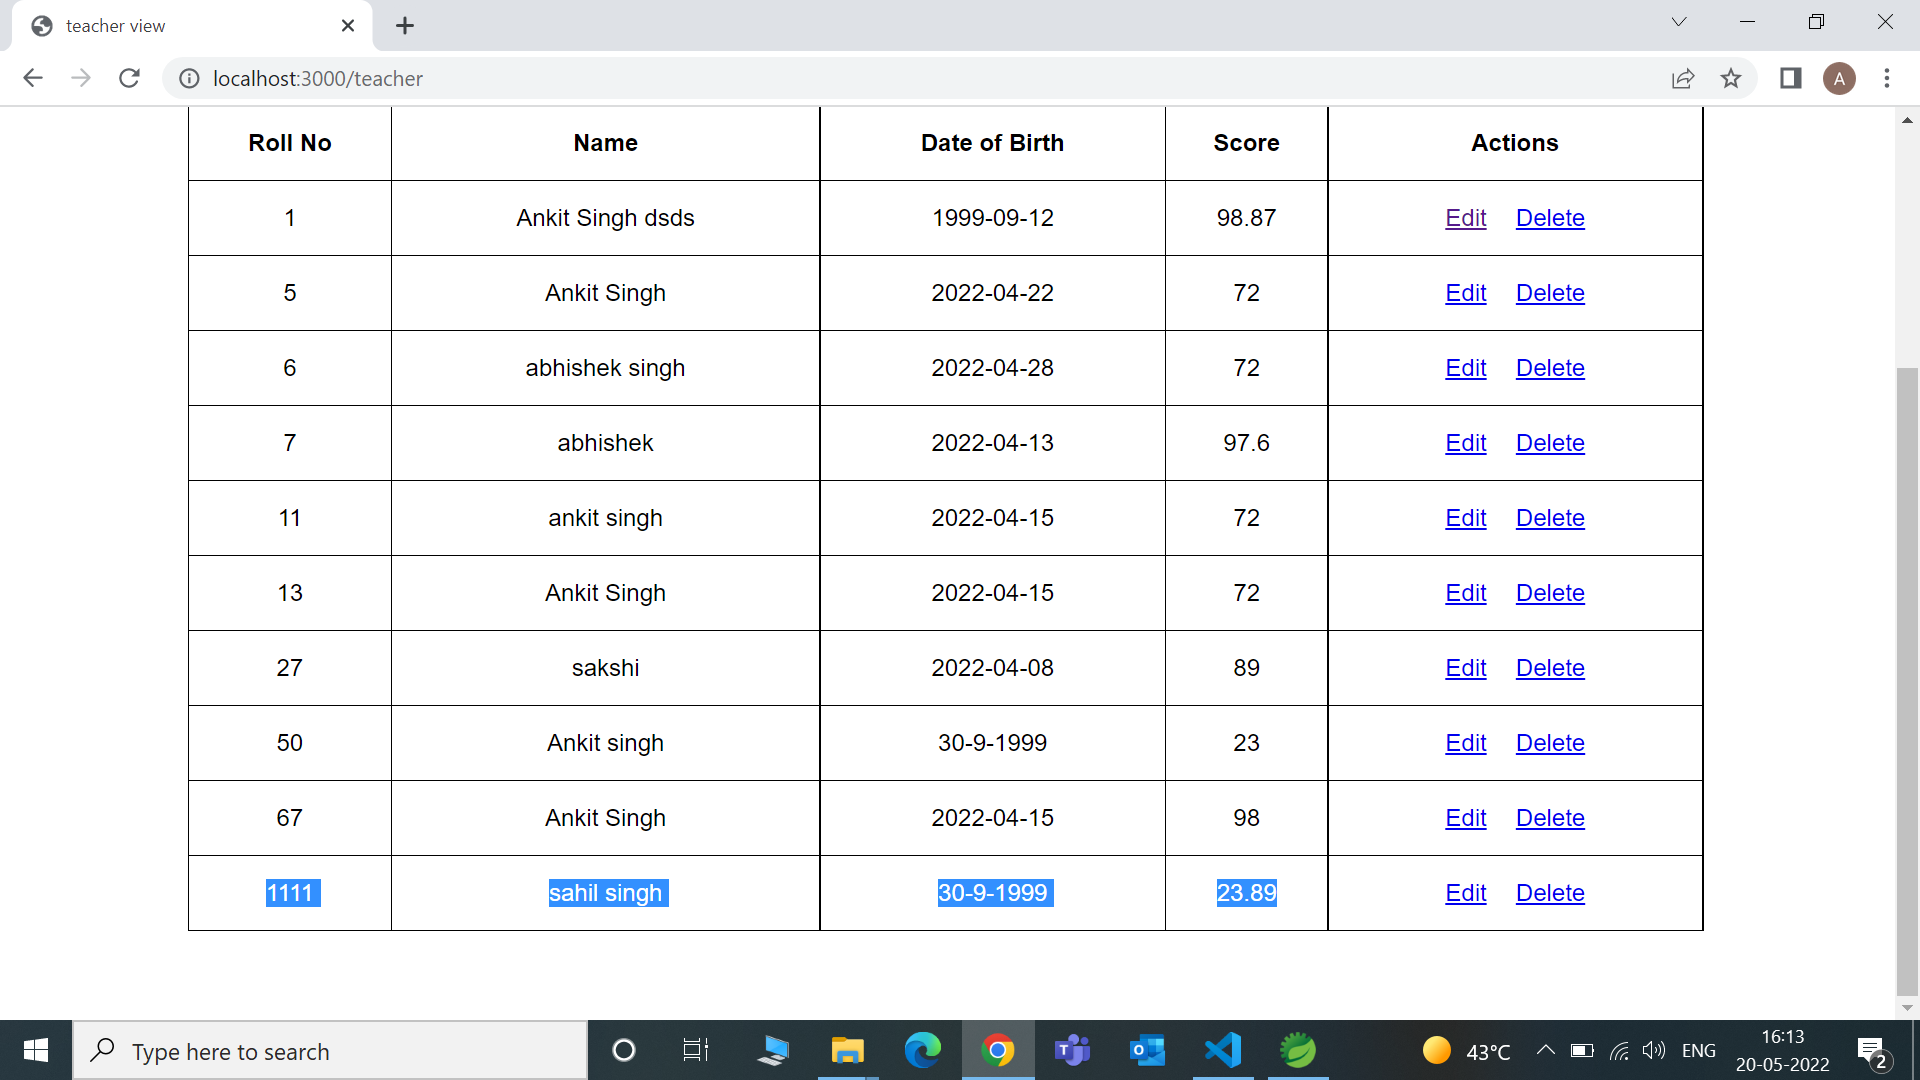 teacher view
localhost:3000/teacher
A
Roll No Name Date of Birth Score Actions
1 Ankit Singh dsds 1999-09-12 98.87 Edit Delete
5 Ankit Singh 2022-04-22 72 Edit Delete
6 abhishek singh 2022-04-28 72 Edit Delete
7 abhishek 2022-04-13 97.6 Edit Delete
11 ankit singh 2022-04-15 72 Edit Delete
13 Ankit Singh 2022-04-15 72 Edit Delete
27 sakshi 2022-04-08 89 Edit Delete
50 Ankit singh 30-9-1999 23 Edit Delete
67 Ankit Singh 2022-04-15 98 Edit Delete
1111 sahil singh 30-9-1999 23.89 Edit Delete
Type here to search
43°C ENG 16:13
20-05-2022
2